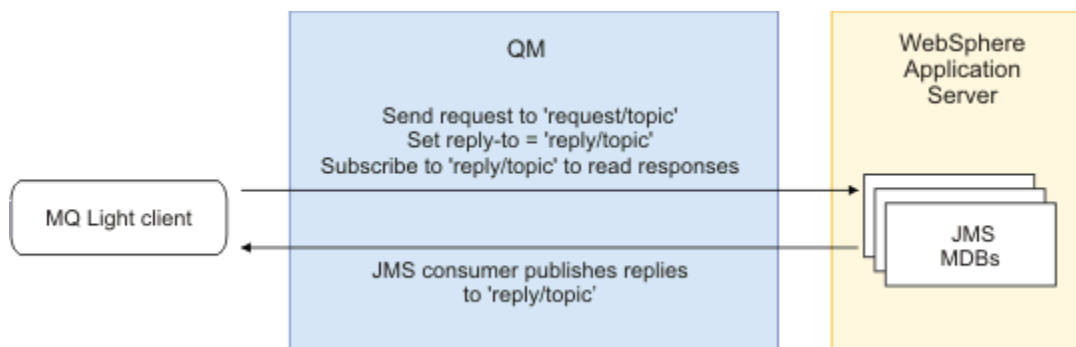 QM
Send request to 'request/topic'
Set reply-to = 'reply/topic'
Subscribe to 'reply/topic' to read responses
MQ Light client
JMS consumer publishes replies
to 'reply/topic'
WebSphere
Application
Server
JMS
MDBs